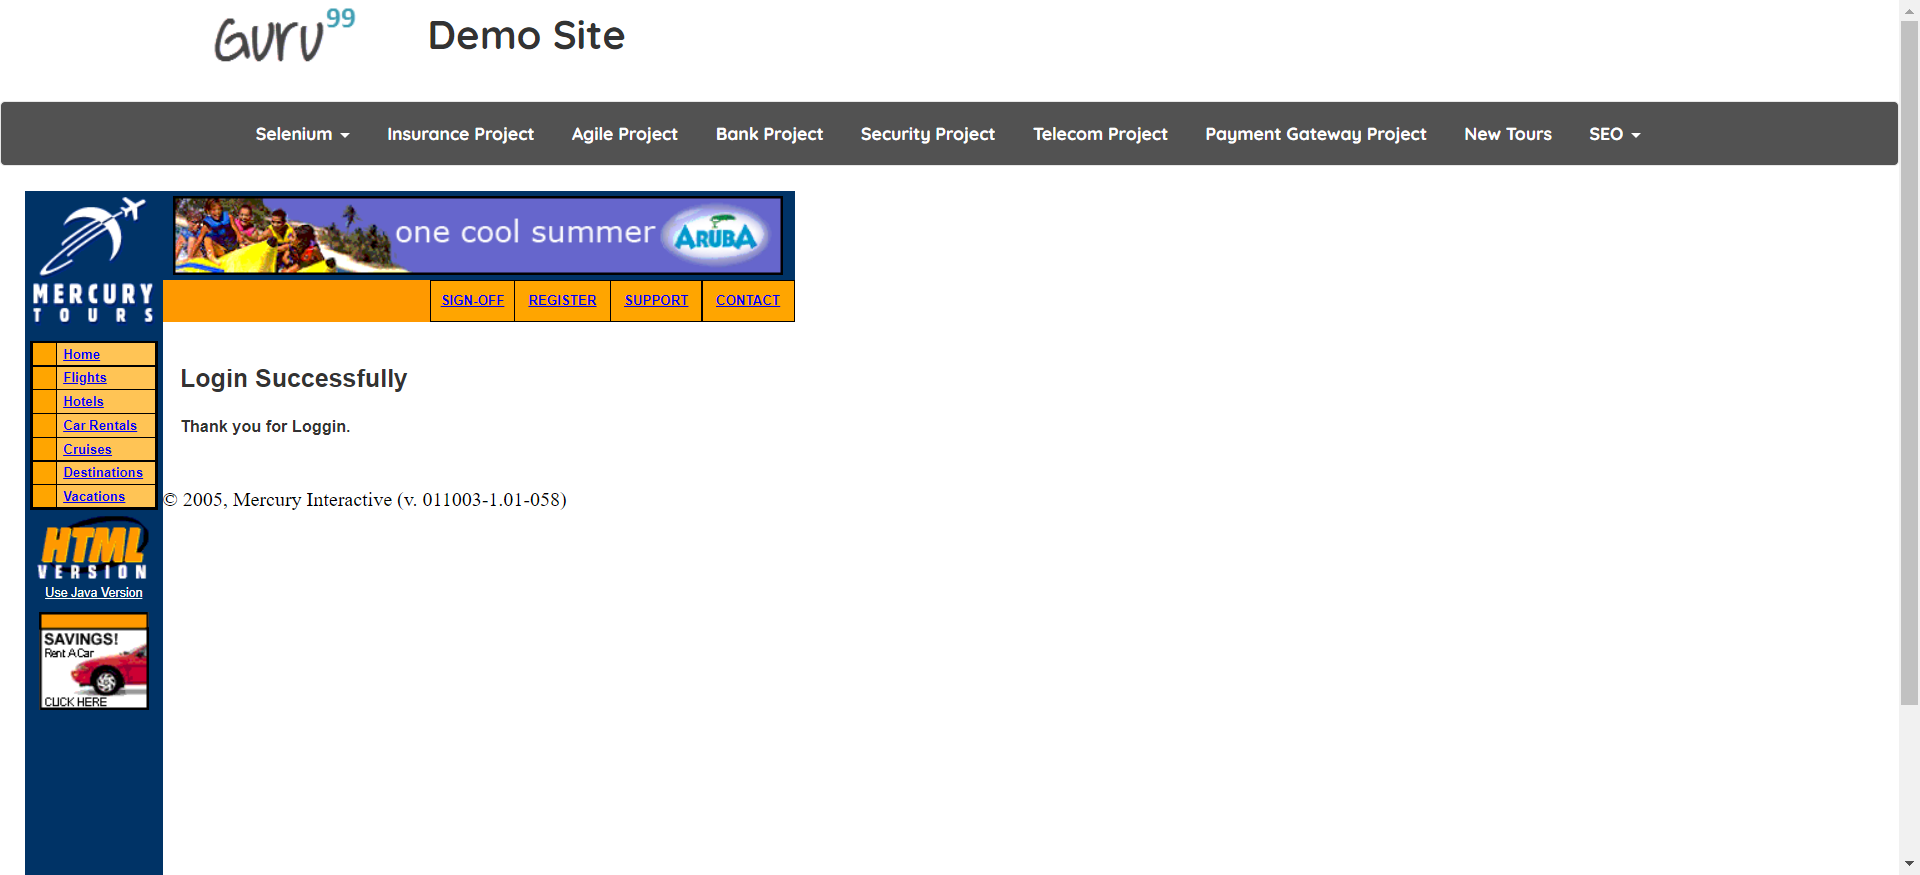 Guru99
Demo Site
Selenium
Insurance Project
Agile Project
Bank Project
Security Project
Telecom Project
Payment Gateway Project
New Tours
SEO
MERCURY
TOURS
one cool summer
ARUBA
SIGN-OFF
REGISTER
SUPPORT
CONTACT
Home
Flights
Hotels
Car Rentals
Cruises
Destinations
Vacations
Login Successfully
Thank you for Loggin.
© 2005, Mercury Interactive (v. 011003-1.01-058)
HTML
VERSION
Use Java Version
SAVINGS!
Rent A Car
CLICK HERE